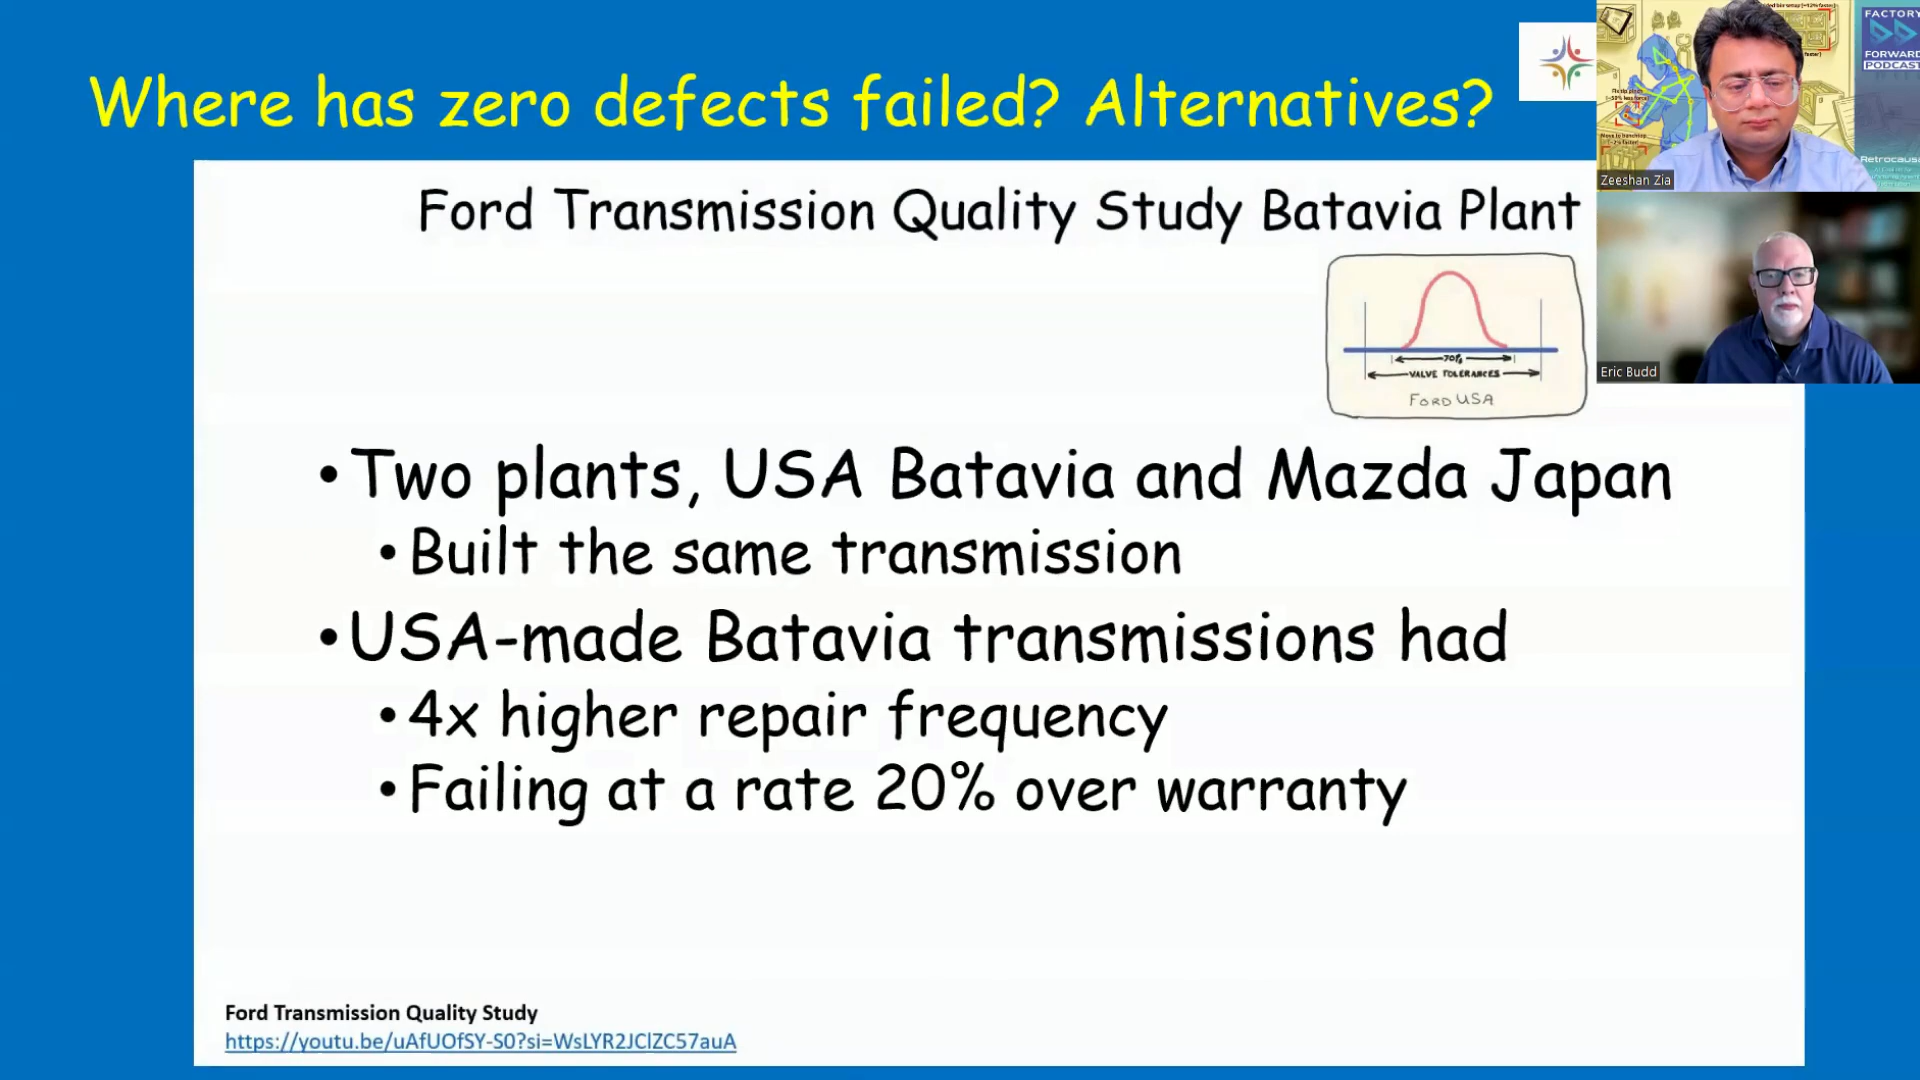 Where has zero defects failed? Alternatives?
FACTORY
FORWARD
PODCAST
Retrocausa
Zeeshan Zia
Eric Budd
Ford Transmission Quality Study Batavia Plant
70%
VALVE TOLERANCES
FORD USA
•Two plants, USA Batavia and Mazda Japan
•Built the same transmission
•USA-made Batavia transmissions had
•4x higher repair frequency
•Failing at a rate 20% over warranty
Ford Transmission Quality Study
https://youtu.be/uAfUOfSY-S0?si=WsLYR2JClZC57auA